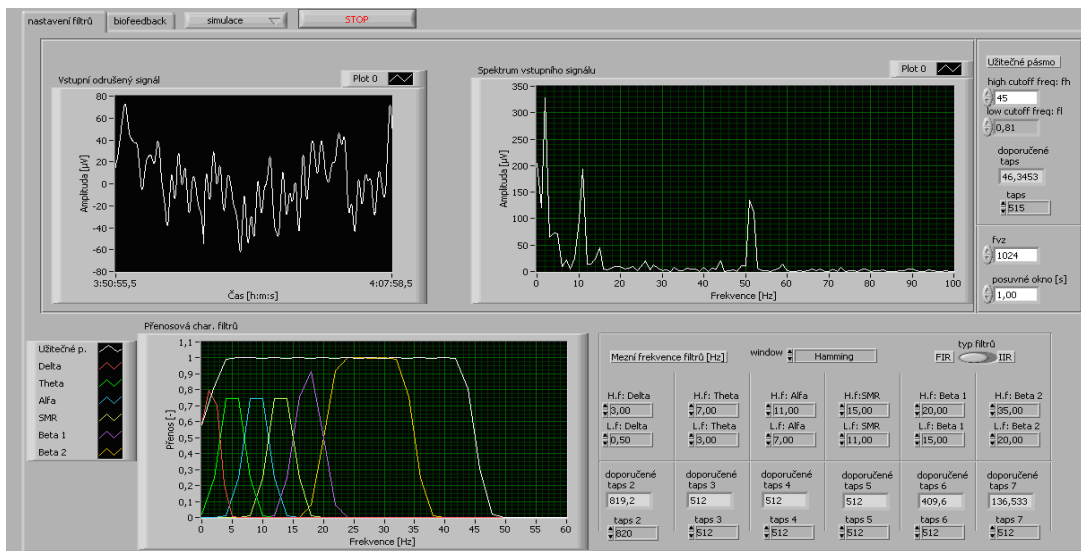 nastavení filtrů
biofeedback
simulace
STOP
Vstupní odrušený signál
Plot 0
Amplituda [µV]
80
60
40
20
0
-20
-40
-60
-80
3:50:55,5
4:07:58,5
Čas [h:m:s]
Spektrum vstupního signálu
Plot 0
Amplituda [µV]
350
300
250
200
150
100
50
0
0 10 20 30 40 50 60 70 80 90 100
Frekvence [Hz]
Užitečné pásmo
high cutoff freq: fh
45
low cutoff freq: fl
0,81
doporučené
taps
46,3453
taps
515
fvz
1024
posuvné okno [s]
1,00
Přenosová char. filtrů
Užitečné p.
Delta
Theta
Alfa
SMR
Beta 1
Beta 2
Přenos [-]
1,1
1
0,9
0,8
0,7
0,6
0,5
0,4
0,3
0,2
0,1
0
0 5 10 15 20 25 30 35 40 45 50 55 60
Frekvence [Hz]
Mezní frekvence filtrů [Hz]
window
Hamming
typ filtrů
FIR
IIR
H.f: Delta H.f: Theta H.f: Alfa H.f:SMR H.f: Beta 1 H.f: Beta 2
3,00 7,00 11,00 15,00 20,00 35,00
L.f: Delta L.f: Theta L.f: Alfa L.f: SMR L.f: Beta 1 L.f: Beta 2
0,50 3,00 7,00 11,00 15,00 20,00
doporučené doporučené doporučené doporučené doporučené doporučené
taps 2 taps 3 taps 4 taps 5 taps 6 taps 7
819,2 512 512 512 409,6 136,533
taps 2 taps 3 taps 4 taps 5 taps 6 taps 7
820 512 512 512 512 512